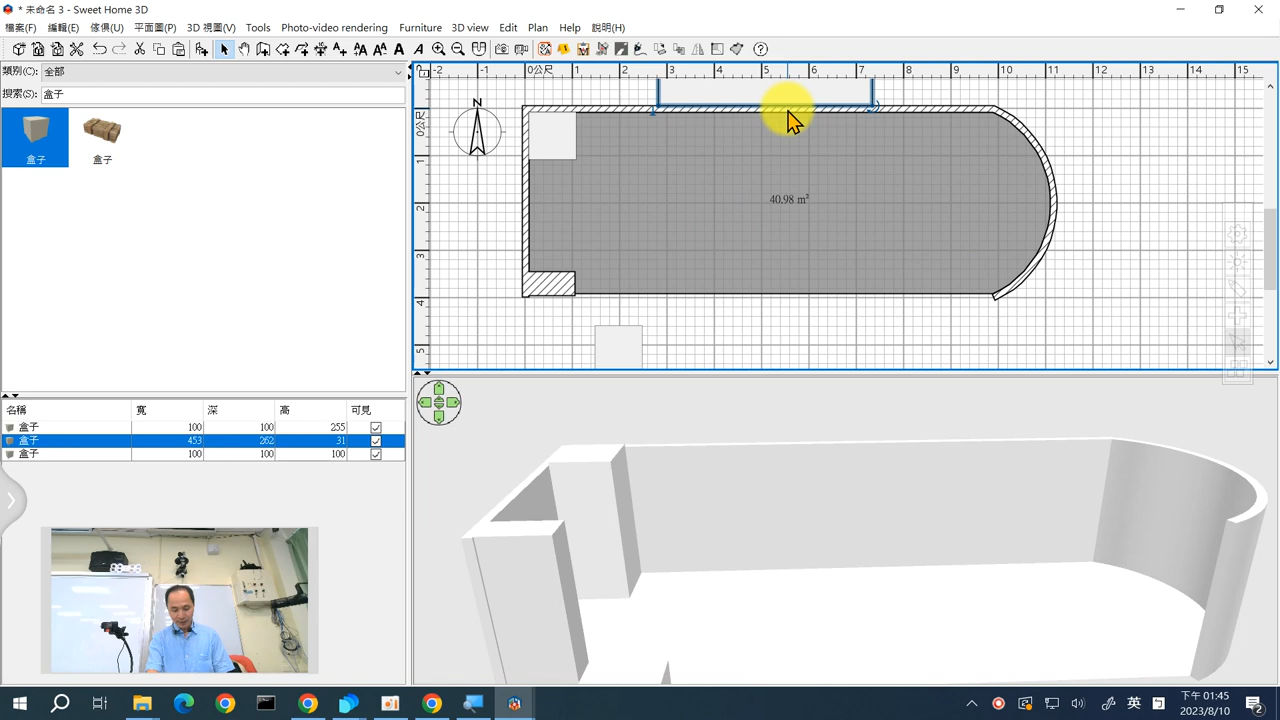 * 未命名 3 - Sweet Home 3D
檔案(F) 編輯(E) 傢俱(U) 平面圖(P) 3D 視圖(V) Tools Photo-video rendering Furniture 3D view Edit Plan Help 說明(H)
類別(C): 全部
搜索(S): 盒子
盒子 盒子
-2 -1 0公尺 1 2 3 4 5 6 7 8 9 10 11 12 13 14 15
0公尺
1
2
3
4
5
N
40.98 m²
名稱 寬 深 高 可見
盒子 100 100 255
盒子 453 262 31
盒子 100 100 100
英
下午 01:45
2023/8/10
2